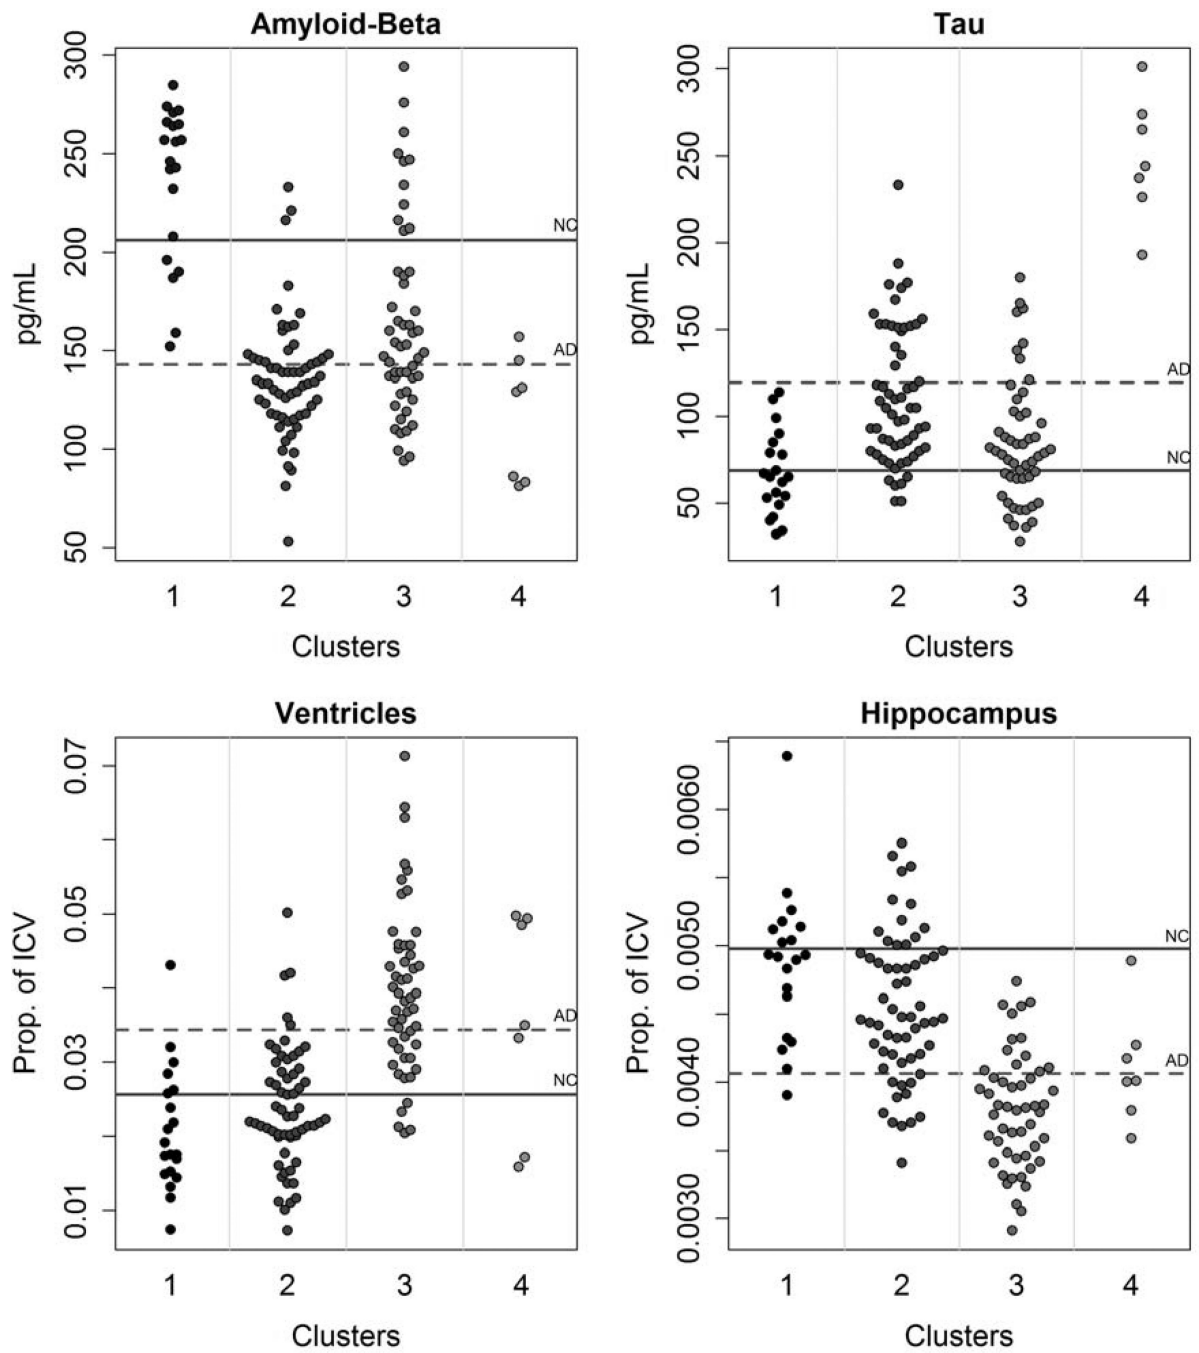 Amyloid-Beta
pg/mL
300
250
200
150
100
50
NC
AD
1 2 3 4
Clusters
Tau
pg/mL
300
250
200
150
100
50
AD
NC
1 2 3 4
Clusters
Ventricles
Prop. of ICV
0.07
0.05
0.03
0.01
AD
NC
1 2 3 4
Clusters
Hippocampus
Prop. of ICV
0.0060
0.0050
0.0040
0.0030
NC
AD
1 2 3 4
Clusters